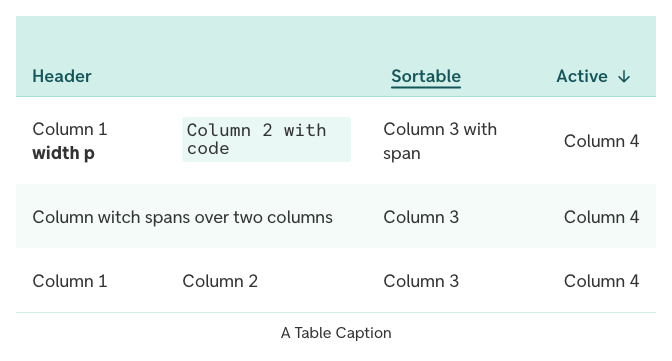 Header Sortable Active ↓
Column 1 Column 2 with Column 3 with Column 4
width p code span
Column witch spans over two columns Column 3 Column 4
Column 1 Column 2 Column 3 Column 4
A Table Caption